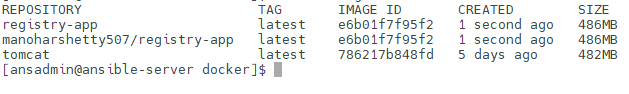 REPOSITORY TAG IMAGE ID CREATED SIZE
registry-app latest e6b01f7f95f2 1 second ago 486MB
manoharshetty507/registry-app latest e6b01f7f95f2 1 second ago 486MB
tomcat latest 786217b848fd 5 days ago 482MB
[ansadmin@ansible-server docker]$